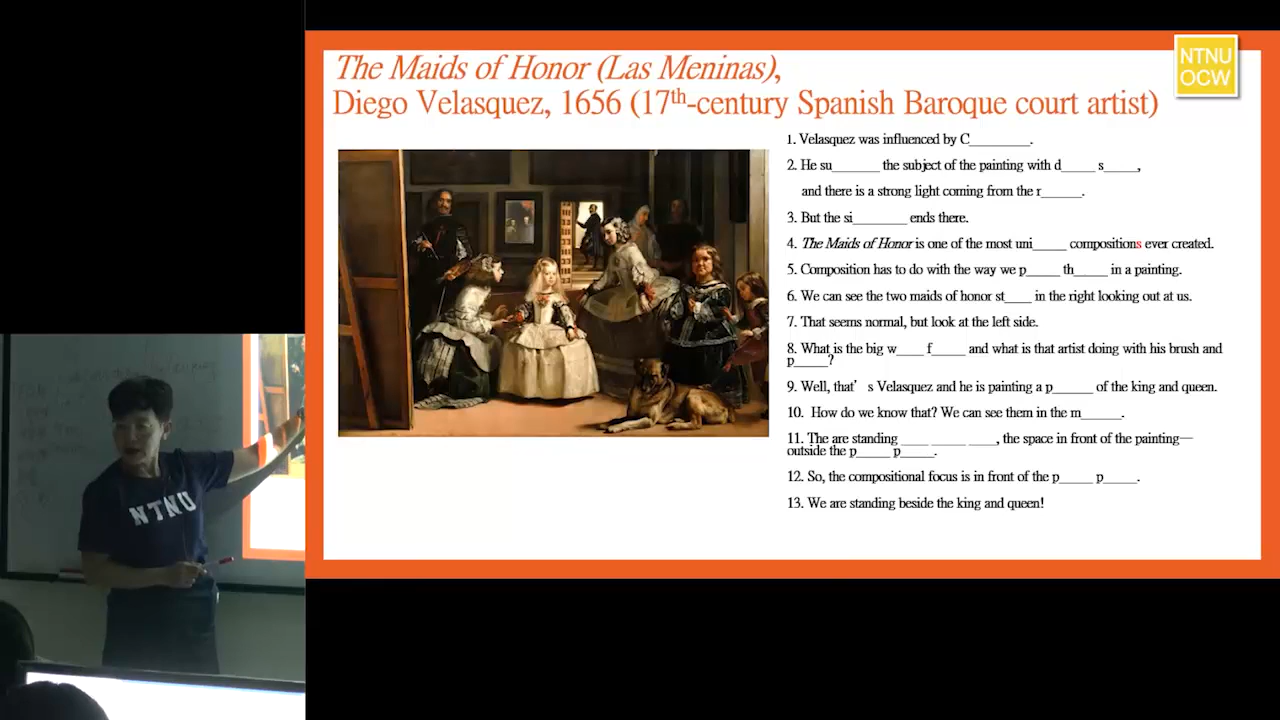 The Maids of Honor (Las Meninas),
Diego Velasquez, 1656 (17th-century Spanish Baroque court artist)
NTNU
OCW
1. Velasquez was influenced by C_________.
2. He su_______ the subject of the painting with d_____ s_____,
and there is a strong light coming from the r______.
3. But the si________ ends there.
4. The Maids of Honor is one of the most uni_____ compositions ever created.
5. Composition has to do with the way we p_____ th_____ in a painting.
6. We can see the two maids of honor st____ in the right looking out at us.
7. That seems normal, but look at the left side.
8. What is the big w____ f_____ and what is that artist doing with his brush and
p_____?
9. Well, that’s Velasquez and he is painting a p______ of the king and queen.
10. How do we know that? We can see them in the m______.
11. The are standing ____ _____ ____, the space in front of the painting—
outside the p_____ p_____.
12. So, the compositional focus is in front of the p_____ p_____.
13. We are standing beside the king and queen!
NTNU